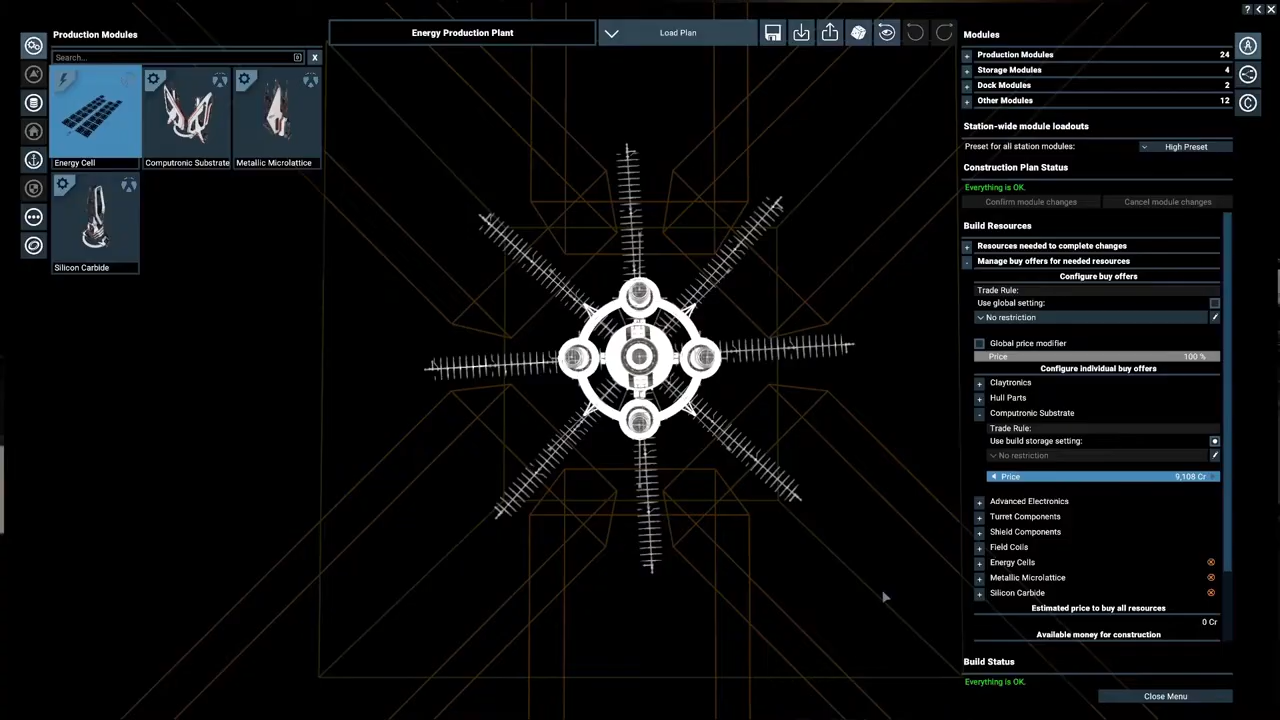 ? < X
Production Modules
Search...
X
Energy Cell
Computronic Substrate
Metallic Microlattice
Silicon Carbide
Energy Production Plant
Load Plan
Modules
+ Production Modules 24
+ Storage Modules 4
+ Dock Modules 2
+ Other Modules 12
Station-wide module loadouts
Preset for all station modules: High Preset
Construction Plan Status
Everything is OK.
Confirm module changes
Cancel module changes
Build Resources
+ Resources needed to complete changes
- Manage buy offers for needed resources
Configure buy offers
Trade Rule:
Use global setting:
No restriction
Global price modifier
Price 100 %
Configure individual buy offers
+ Claytronics
+ Hull Parts
- Computronic Substrate
Trade Rule:
Use build storage setting:
No restriction
Price 9,108 Cr
+ Advanced Electronics
+ Turret Components
+ Shield Components
+ Field Coils
+ Energy Cells
+ Metallic Microlattice
+ Silicon Carbide
Estimated price to buy all resources
0 Cr
Available money for construction
Build Status
Everything is OK.
Close Menu